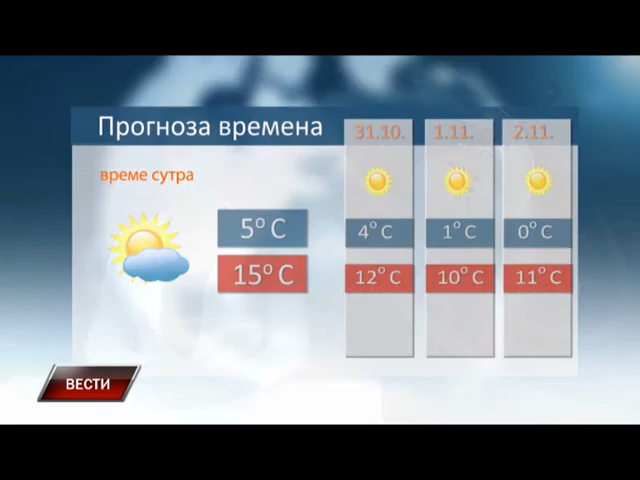 Прогноза времена
време сутра
5° C
15° C
31.10.
4° C
12° C
1.11.
1° C
10° C
2.11.
0° C
11° C
ВЕСТИ